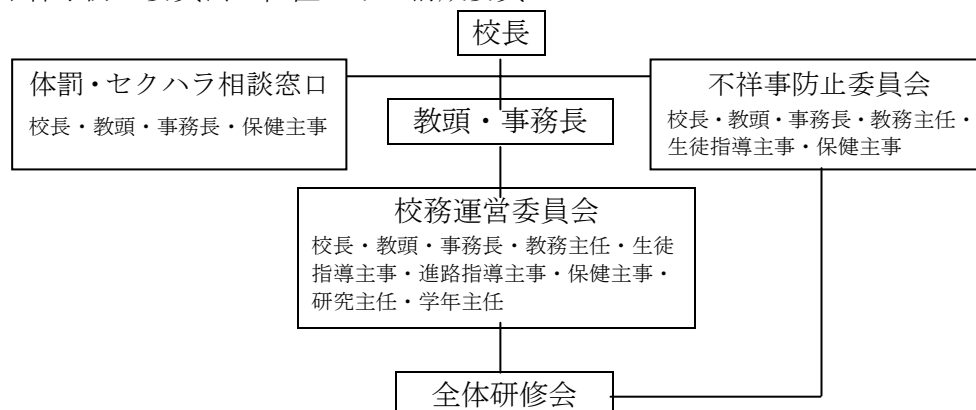 校長
体罰・セクハラ相談窓口
校長・教頭・事務長・保健主事
不祥事防止委員会
校長・教頭・事務長・教務主任・
生徒指導主事・保健主事
教頭・事務長
校務運営委員会
校長・教頭・事務長・教務主任・生徒
指導主事・進路指導主事・保健主事・
研究主任・学年主任
全体研修会